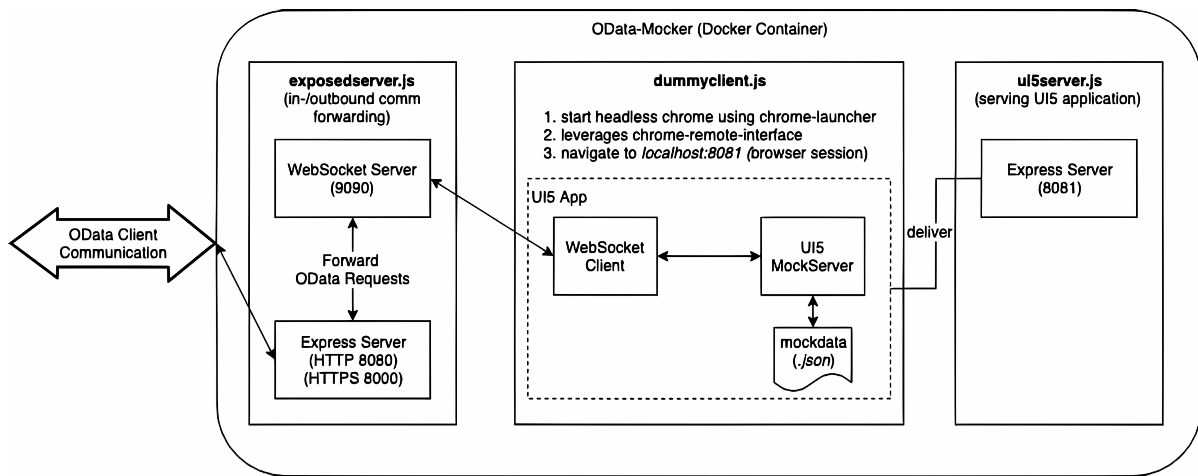 OData-Mocker (Docker Container)
exposedserver.js
(in-/outbound comm
forwarding)
WebSocket Server
(9090)
Forward
OData Requests
Express Server
(HTTP 8080)
(HTTPS 8000)
OData Client
Communication
dummyclient.js
1. start headless chrome using chrome-launcher
2. leverages chrome-remote-interface
3. navigate to localhost:8081 (browser session)
UI5 App
WebSocket
Client
UI5
MockServer
mockdata
(.json)
deliver
ui5server.js
(serving UI5 application)
Express Server
(8081)